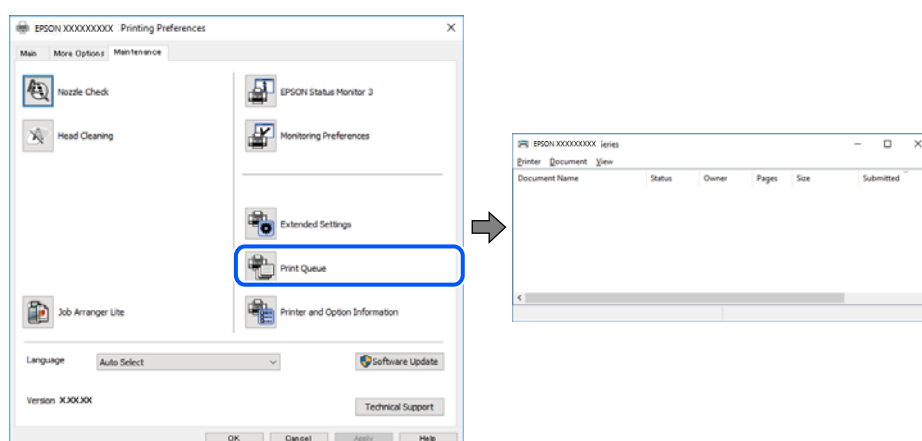 EPSON XXXXXXXXX Printing Preferences
Main More Options Maintenance
Nozzle Check
EPSON Status Monitor 3
Head Cleaning
Monitoring Preferences
Extended Settings
Print Queue
Job Arranger Lite
Printer and Option Information
Language Auto Select
Software Update
Version X.XX.XX
Technical Support
OK Cancel Apply Help
EPSON XXXXXXXXX ieries
Printer Document View
Document Name Status Owner Pages Size Submitted